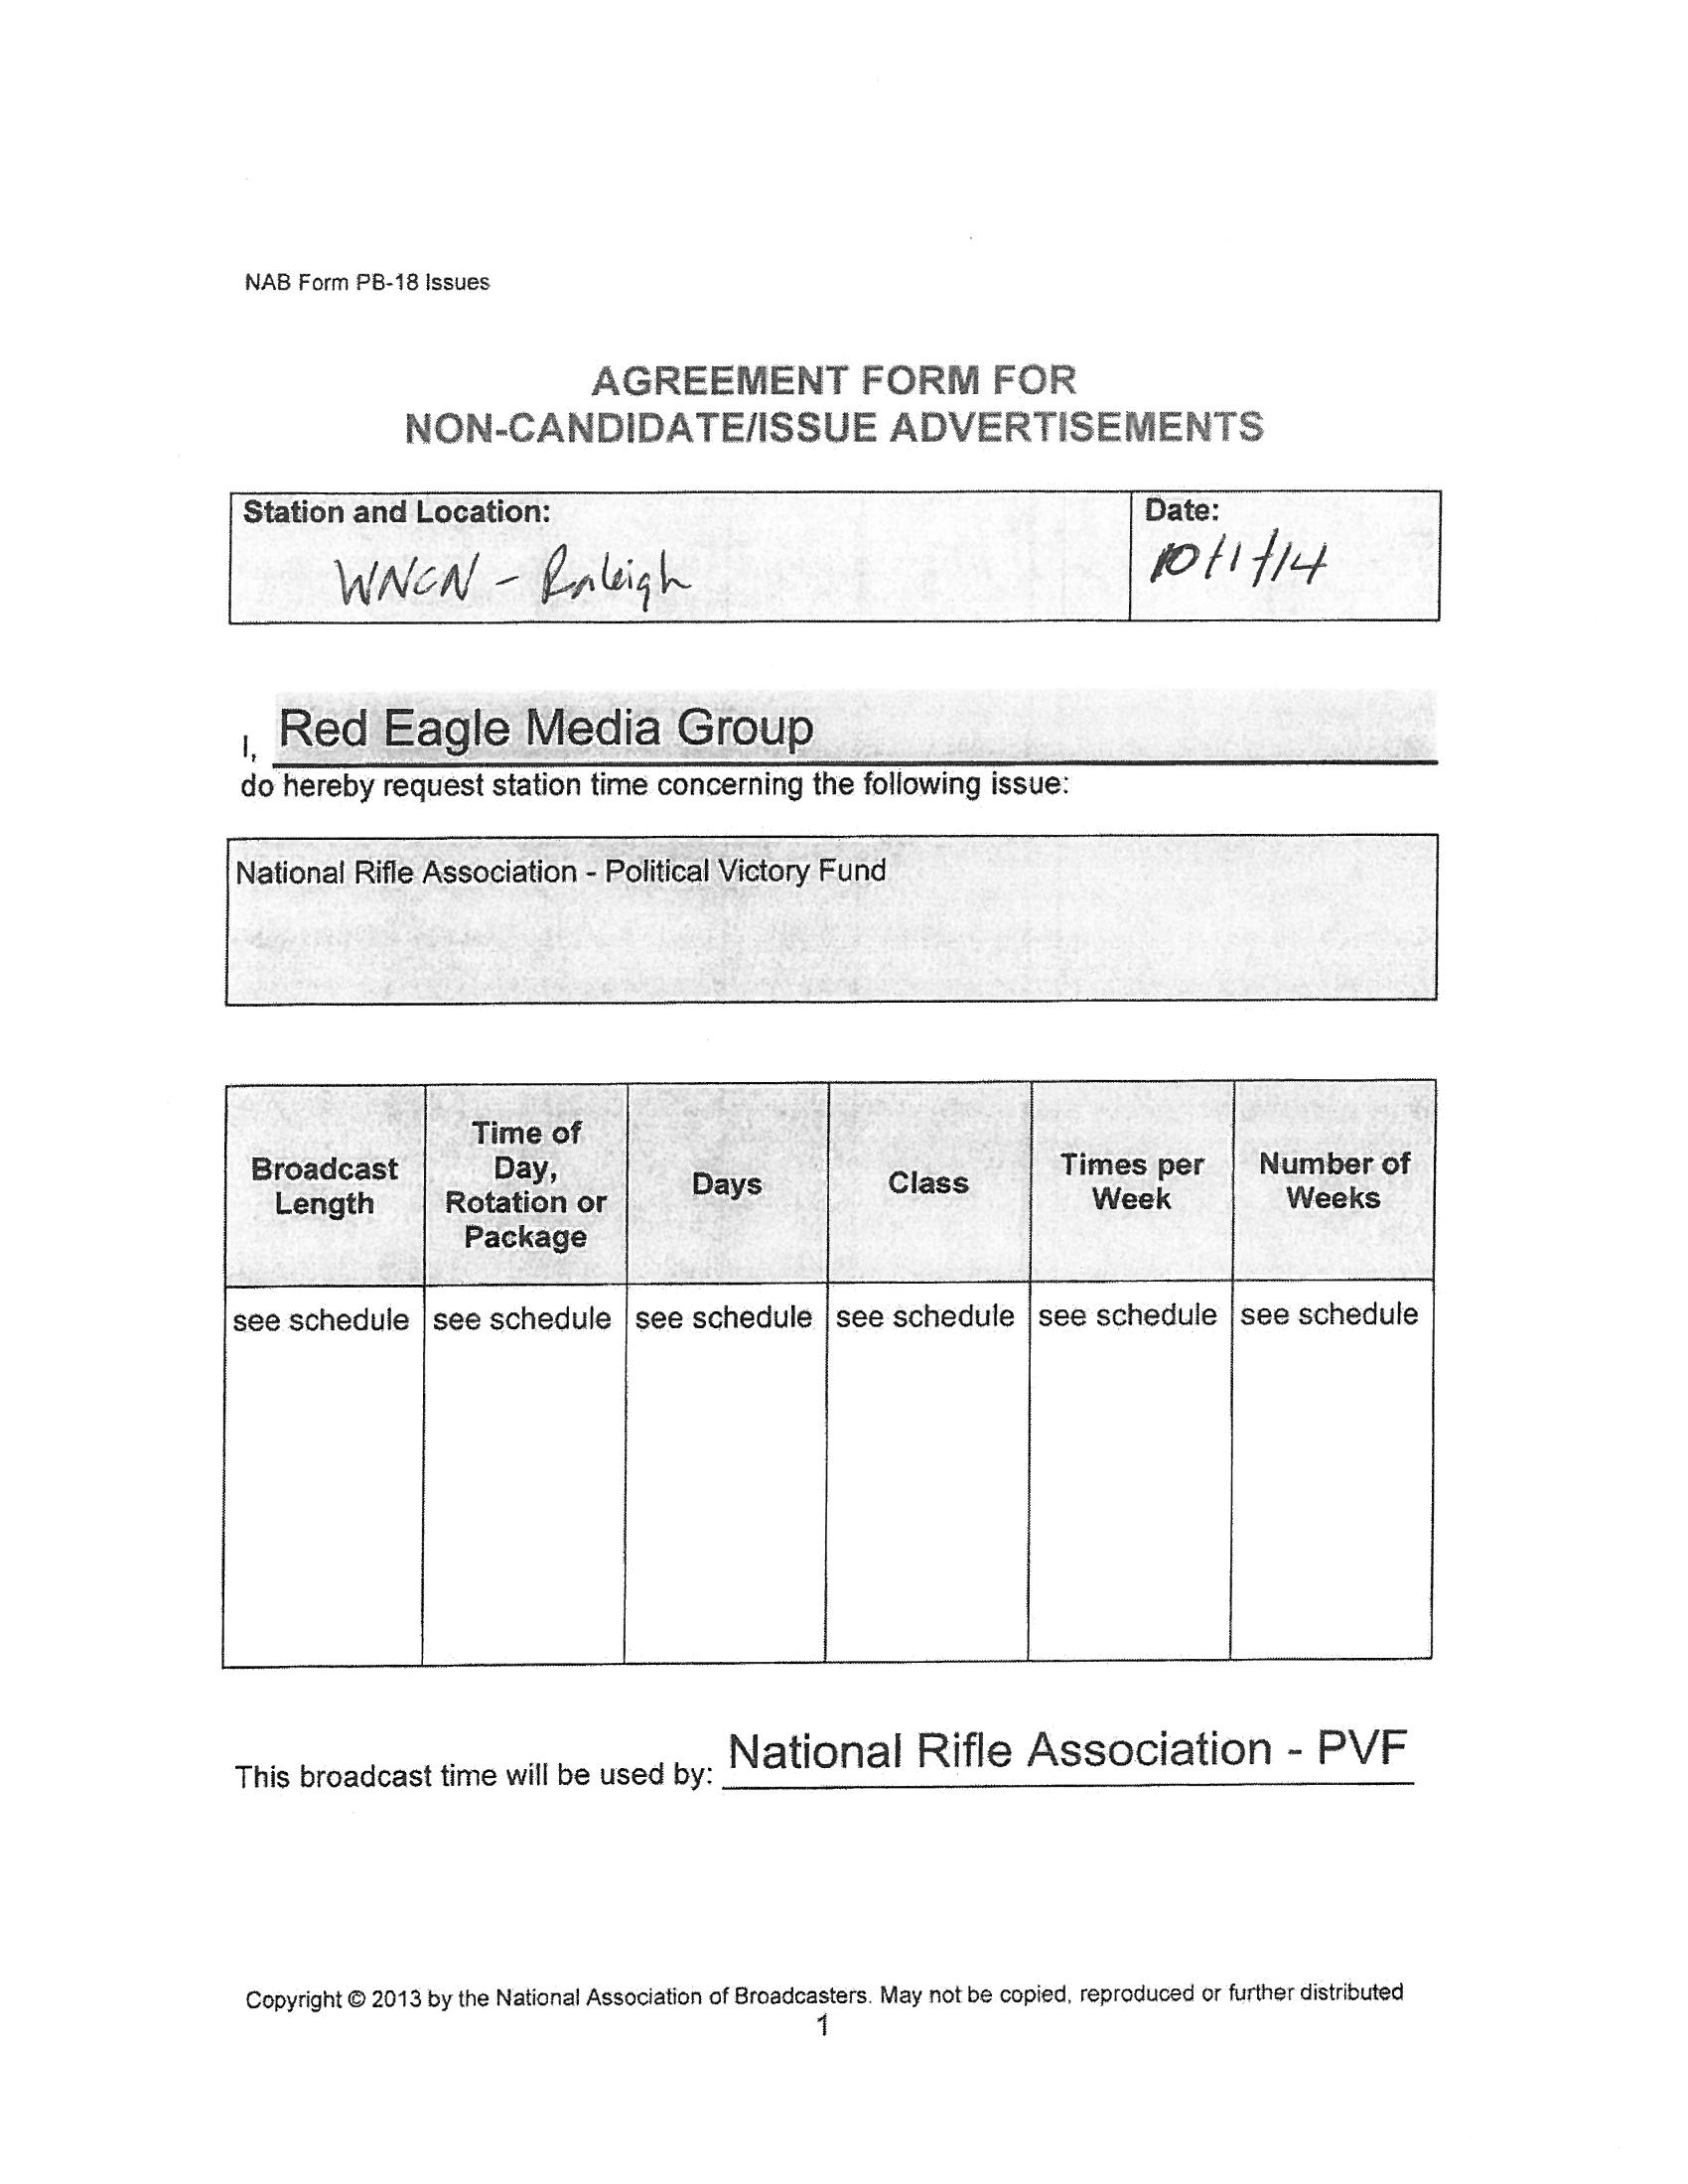 NAB Form PB-18 Issues
AGREEMENT FORM FOR
NON-CANDIDATE/ISSUE ADVERTISEMENTS
Station and Location:
Date:
WNCN - Raleigh
10/1/14
I, Red Eagle Media Group
do hereby request station time concerning the following issue:
National Rifle Association - Political Victory Fund
Broadcast Length
Time of Day, Rotation or Package
Days
Class
Times per Week
Number of Weeks
see schedule see schedule see schedule see schedule see schedule see schedule
This broadcast time will be used by: National Rifle Association - PVF
Copyright © 2013 by the National Association of Broadcasters. May not be copied, reproduced or further distributed
1